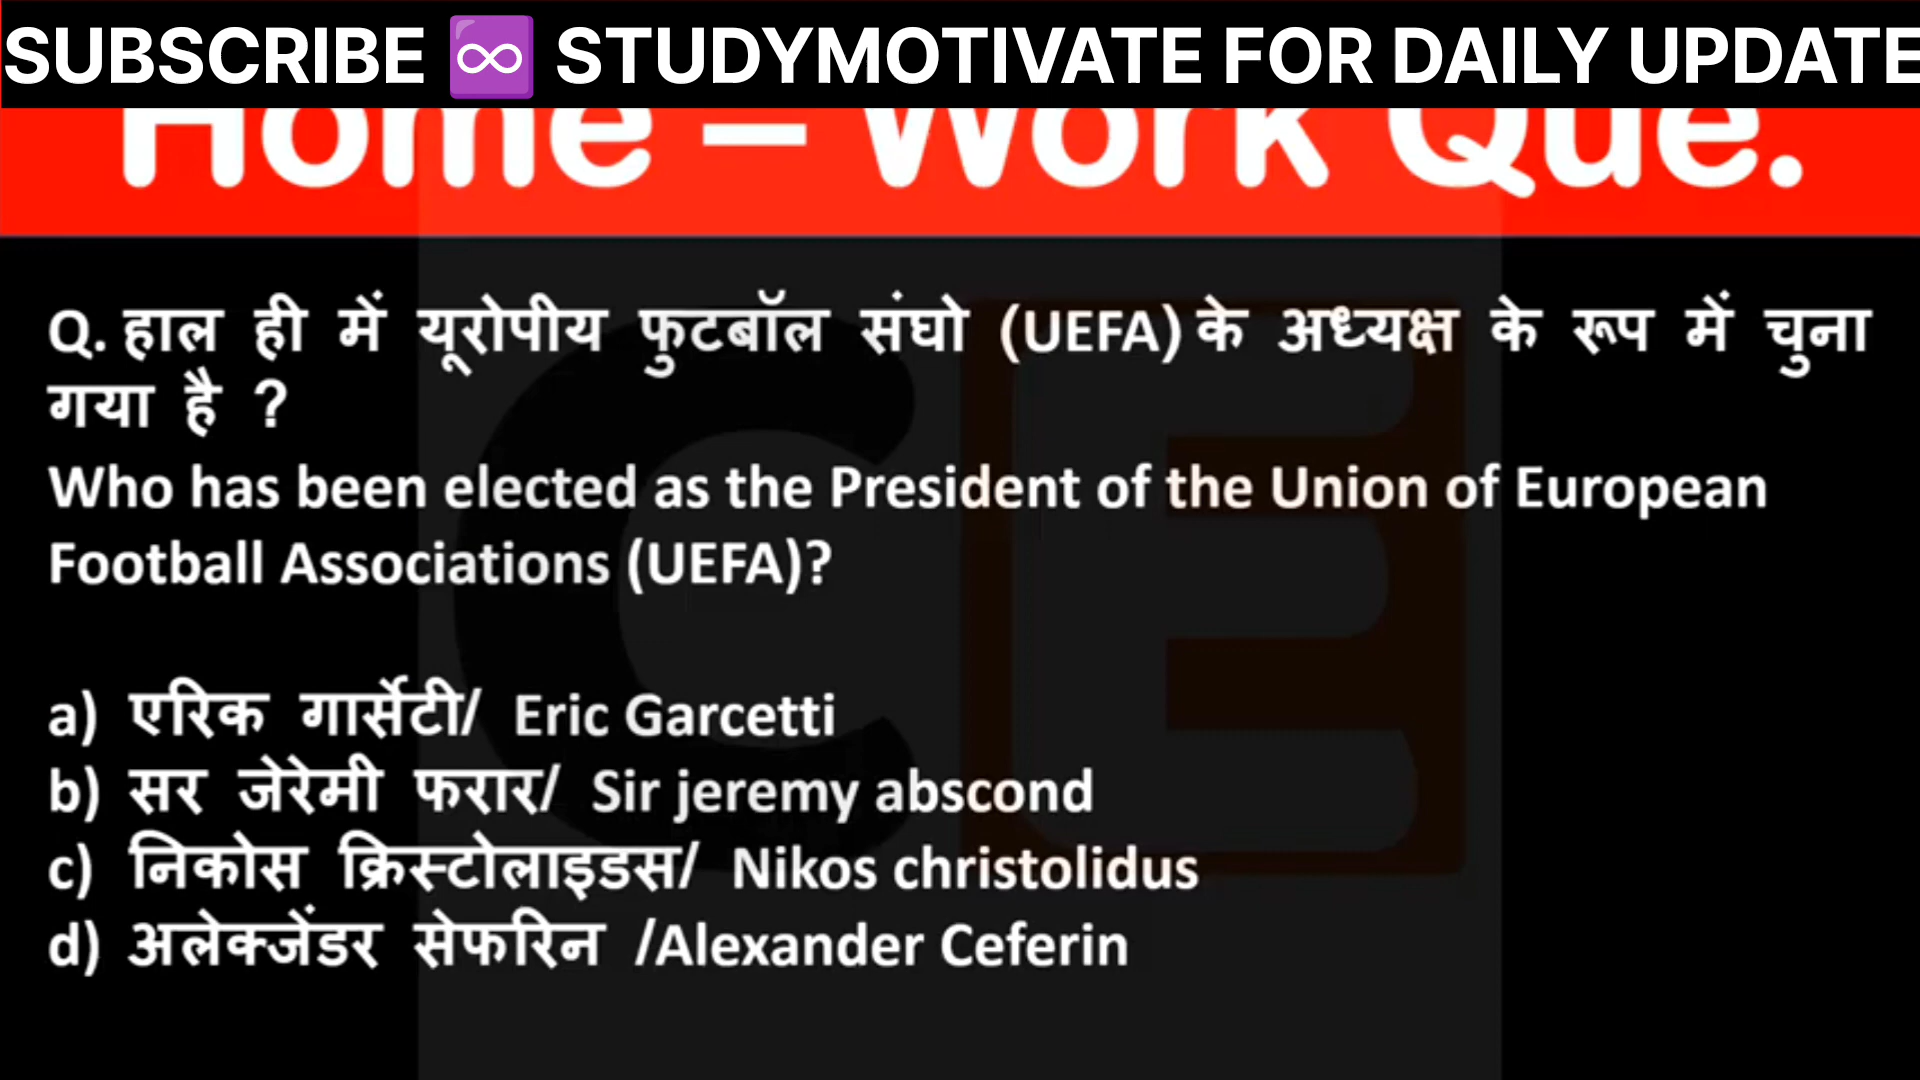 SUBSCRIBE ♾️ STUDYMOTIVATE FOR DAILY UPDATE
Home – Work Que.
Q. हाल ही में यूरोपीय फुटबॉल संघो (UEFA) के अध्यक्ष के रूप में चुना
गया है ?
Who has been elected as the President of the Union of European
Football Associations (UEFA)?
a) एरिक गार्सेटी/ Eric Garcetti
b) सर जेरेमी फरार/ Sir jeremy abscond
c) निकोस क्रिस्टोलाइडस/ Nikos christolidus
d) अलेक्जेंडर सेफरिन /Alexander Ceferin
CE